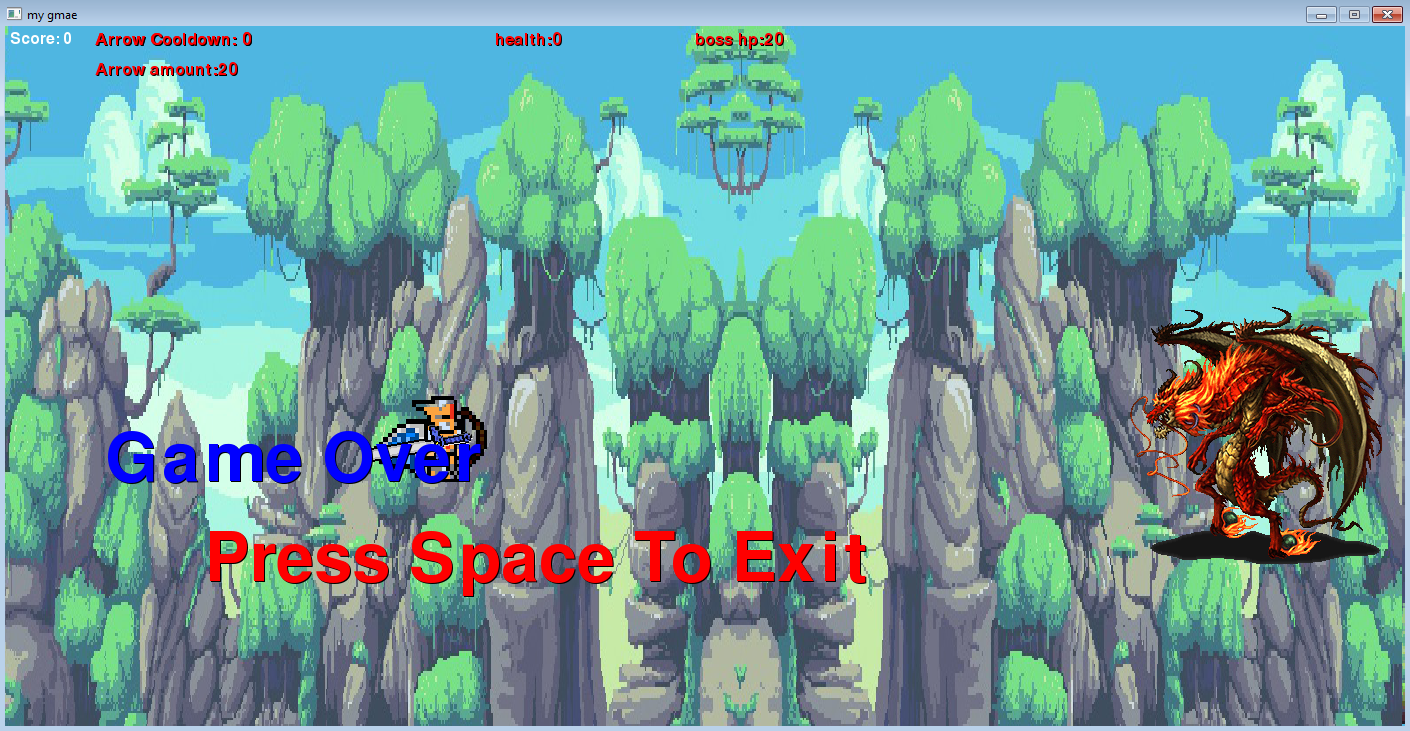 my gmae
Score: 0 Arrow Cooldown: 0 health:0 boss hp:20
Arrow amount:20
Game Over
Press Space To Exit